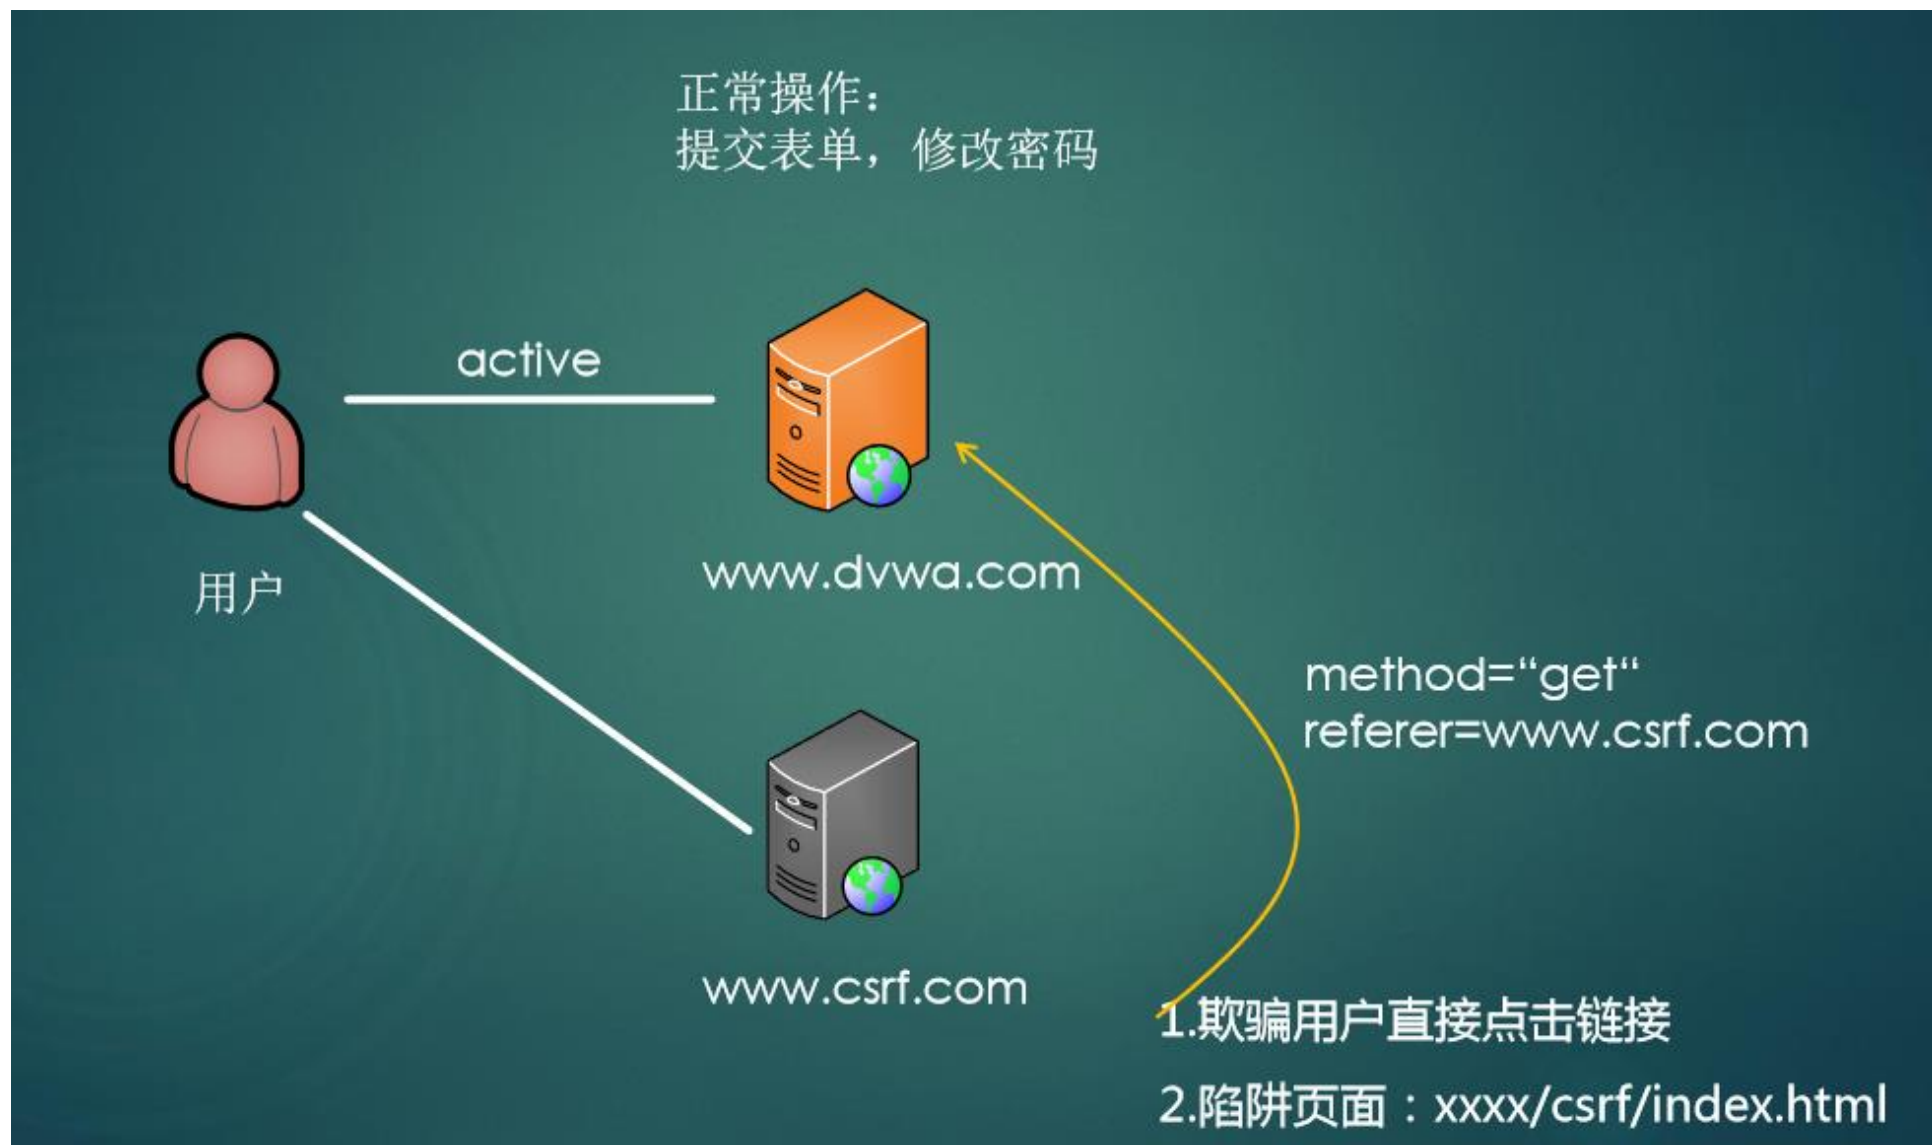 正常操作：
提交表单，修改密码
active
用户
www.dvwa.com
method=“get“
referer=www.csrf.com
www.csrf.com
1.欺骗用户直接点击链接
2.陷阱页面：xxxx/csrf/index.html